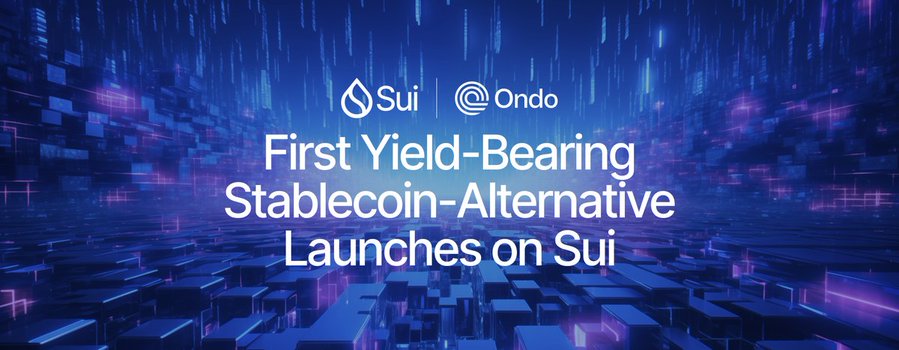 Sui | Ondo
First Yield-Bearing
Stablecoin-Alternative
Launches on Sui